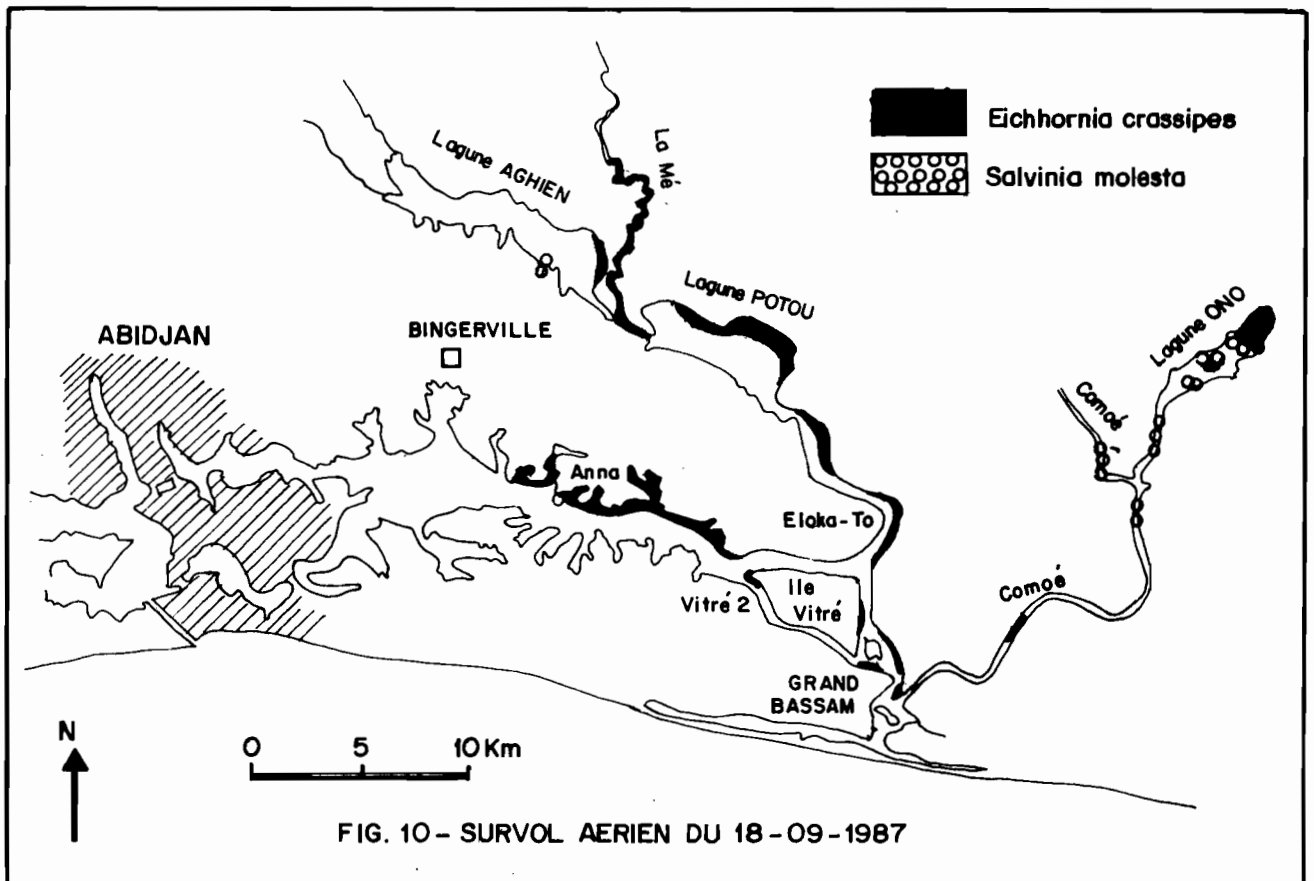 Eichhornia crassipes
Salvinia molesta
Lagune AGHIEN
La Mé
Lagune POTOU
Lagune ONO
ABIDJAN
BINGERVILLE
Comoé
Anna
Eloka-To
Ile
Vitré
Vitré 2
Comoé
GRAND
BASSAM
N
0 5 10 Km
FIG. 10 - SURVOL AERIEN DU 18-09-1987